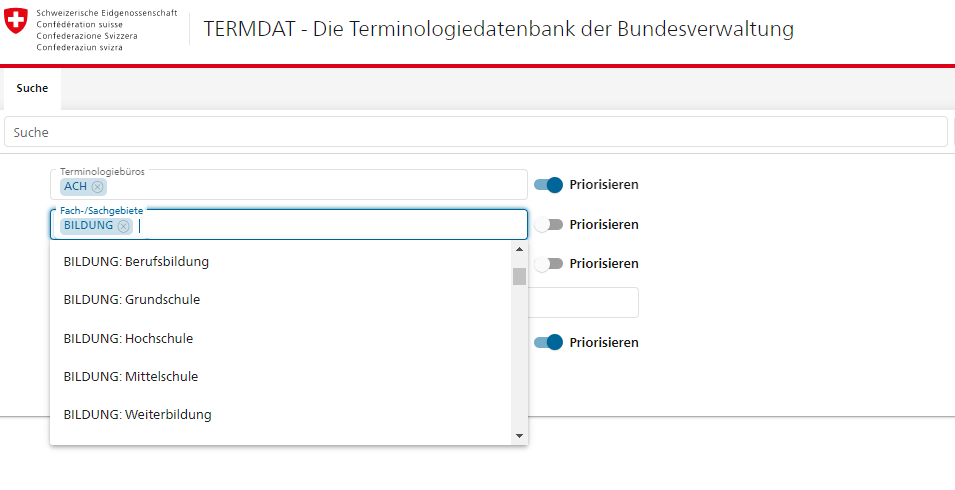 Schweizerische Eidgenossenschaft
Confédération suisse
Confederazione Svizzera
Confederaziun svizra
TERMDAT - Die Terminologiedatenbank der Bundesverwaltung
Suche
Suche
Terminologiebüros
ACH
Priorisieren
Fach-/Sachgebiete
BILDUNG
Priorisieren
BILDUNG: Berufsbildung
Priorisieren
BILDUNG: Grundschule
BILDUNG: Hochschule
Priorisieren
BILDUNG: Mittelschule
BILDUNG: Weiterbildung